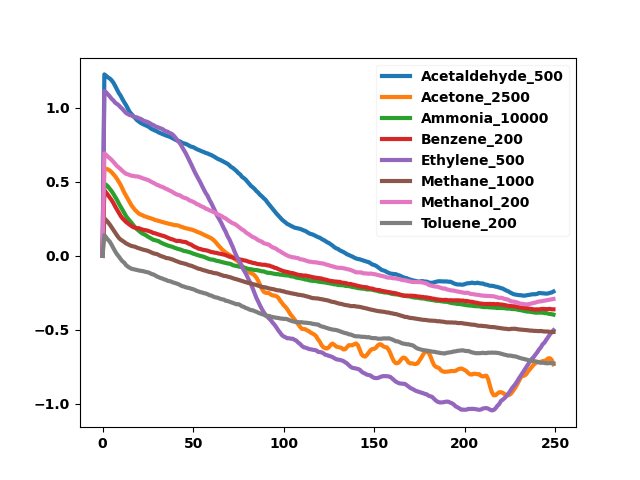 Acetaldehyde_500
Acetone_2500
Ammonia_10000
Benzene_200
Ethylene_500
Methane_1000
Methanol_200
Toluene_200
1.0
0.5
0.0
−0.5
−1.0
0 50 100 150 200 250